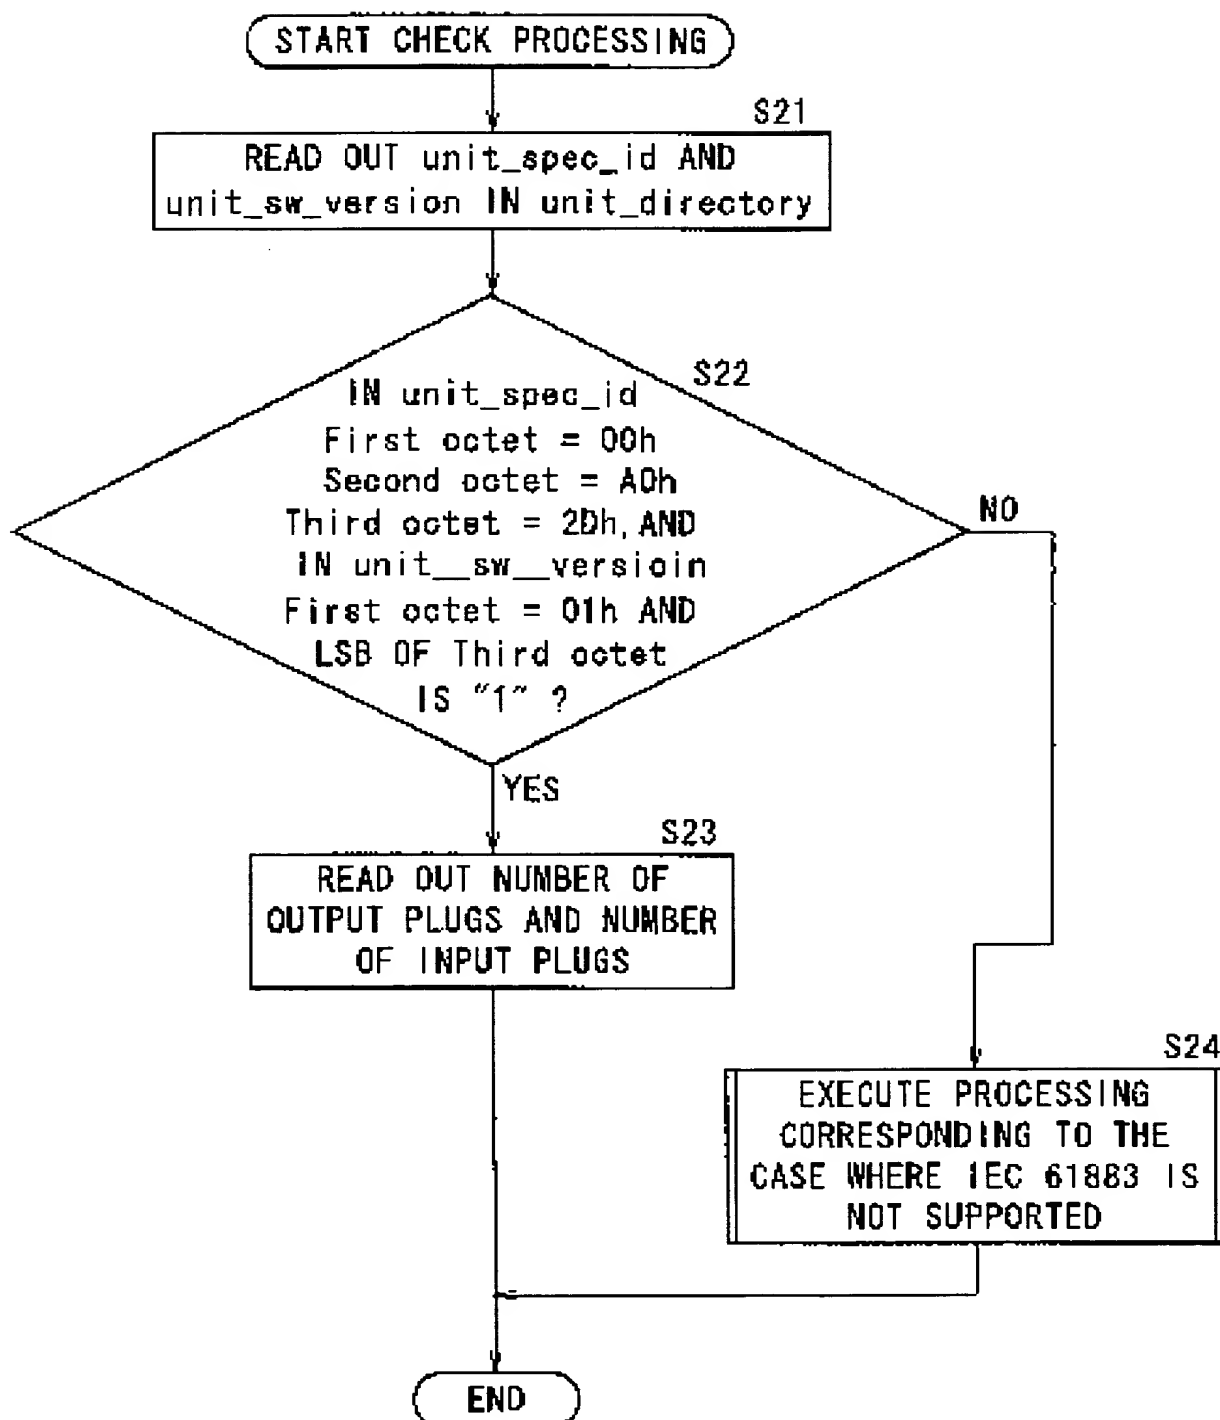 START CHECK PROCESSING
S21
READ OUT unit_spec_id AND
unit_sw_version IN unit_directory
S22
IN unit_spec_id
First octet = 00h
Second octet = A0h
Third octet = 2Dh, AND
IN unit__sw__versioin
First octet = 01h AND
LSB OF Third octet
IS "1" ?
NO
YES
S23
READ OUT NUMBER OF
OUTPUT PLUGS AND NUMBER
OF INPUT PLUGS
S24
EXECUTE PROCESSING
CORRESPONDING TO THE
CASE WHERE IEC 61883 IS
NOT SUPPORTED
END